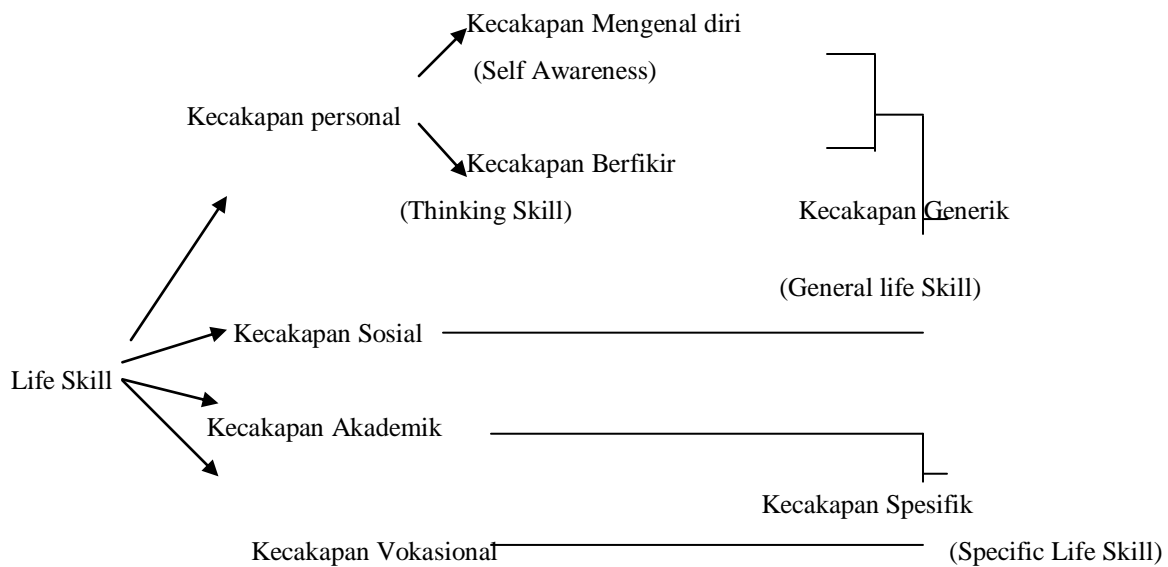 Kecakapan Mengenal diri
(Self Awareness)
Kecakapan personal
Kecakapan Berfikir
(Thinking Skill)
Kecakapan Generik
(General life Skill)
Kecakapan Sosial
Life Skill
Kecakapan Akademik
Kecakapan Spesifik
Kecakapan Vokasional
(Specific Life Skill)